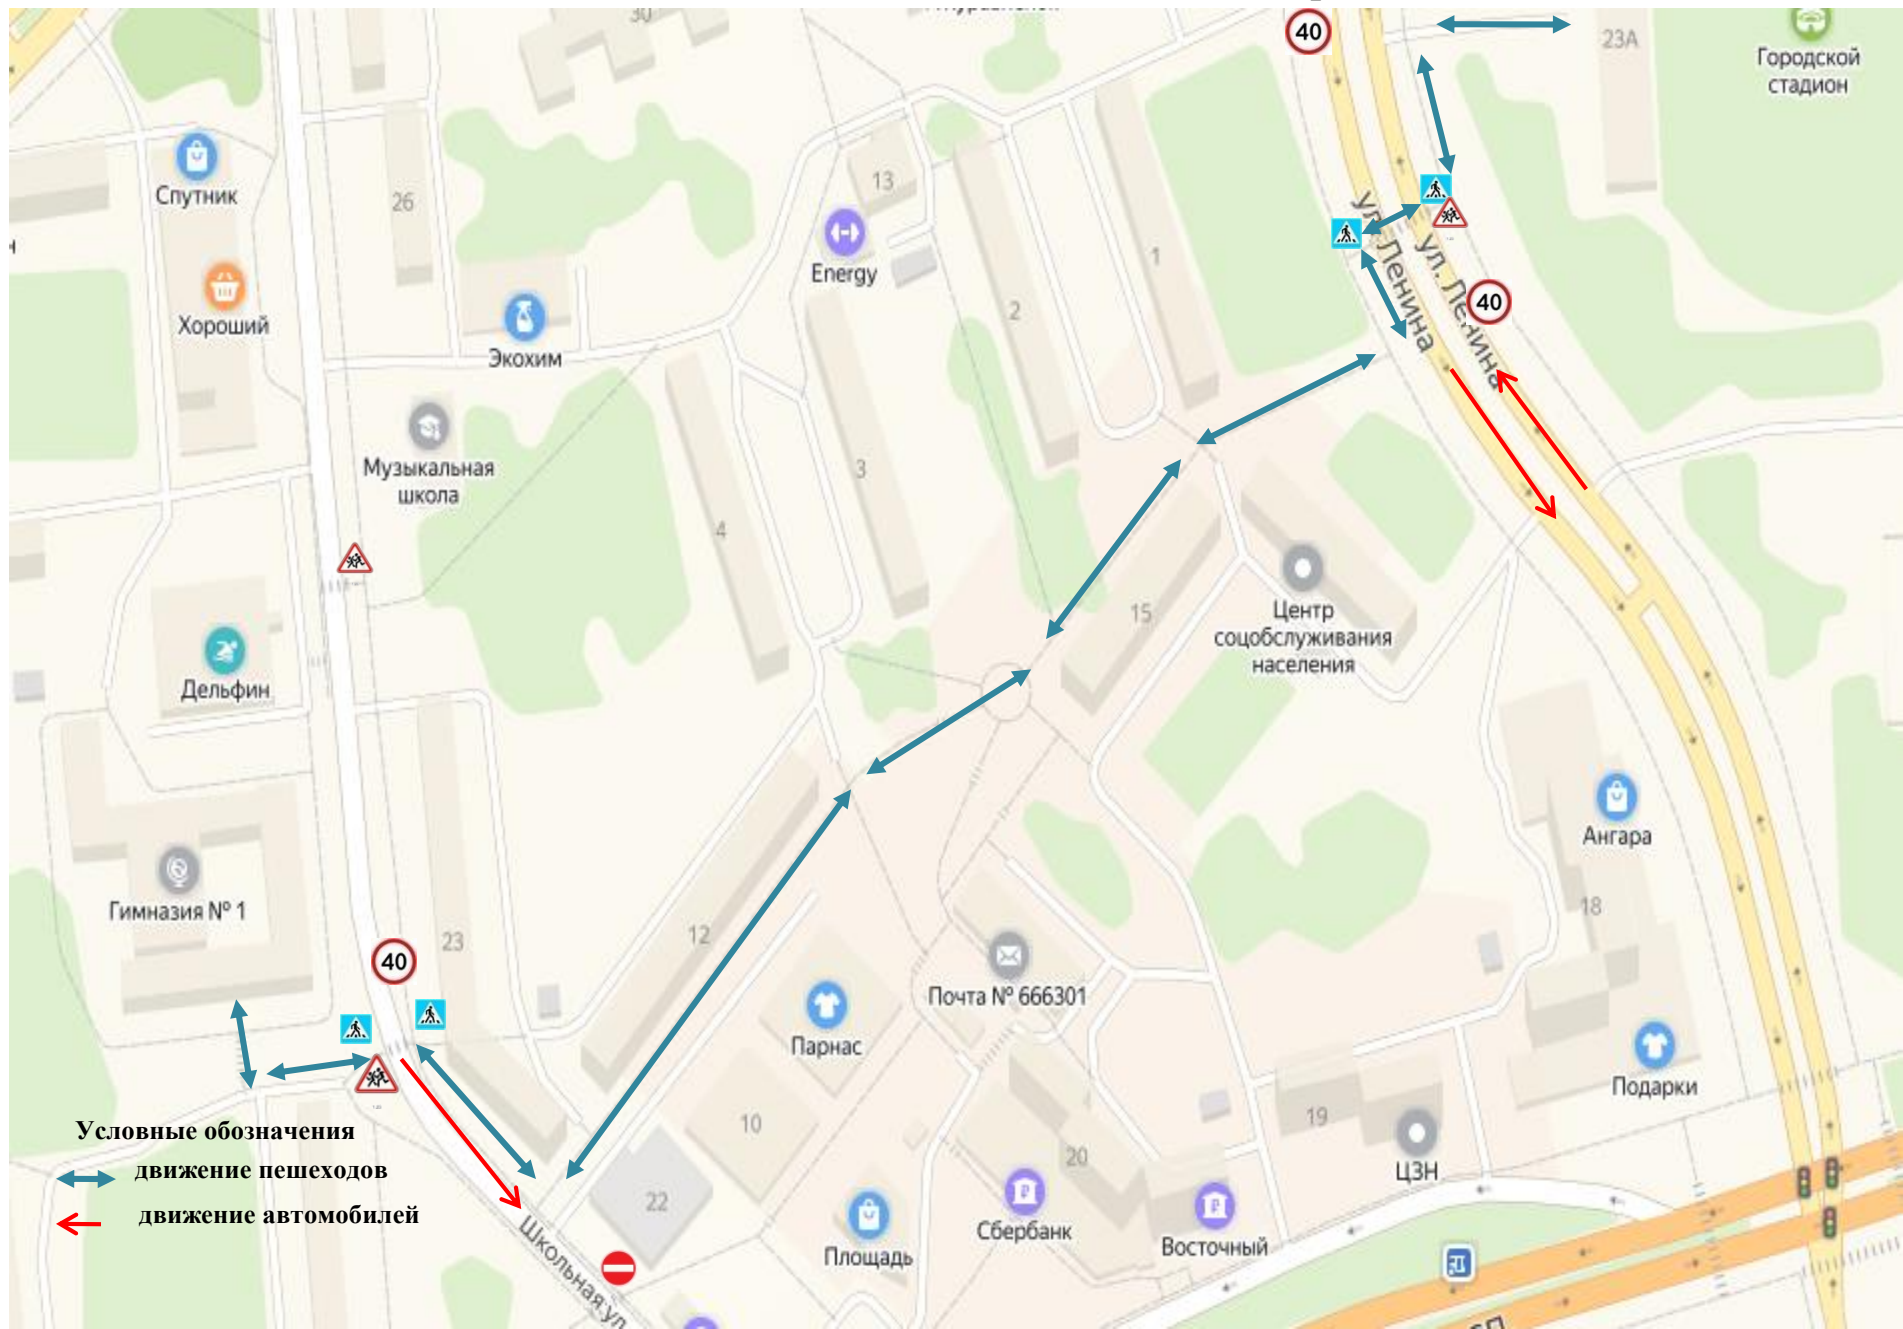 30
40
23А
Городской
стадион
Спутник
26
13
Energy
1
ул. Ленина
ул. Ленина
40
Хороший
Экохим
2
Музыкальная
школа
3
4
15
Центр
соцобслуживания
населения
Дельфин
Ангара
18
Гимназия № 1
40
23
12
Почта № 666301
Парнас
Подарки
10
19
20
ЦЗН
22
Сбербанк
Восточный
Площадь
Школьная ул.
Условные обозначения
движение пешеходов
движение автомобилей